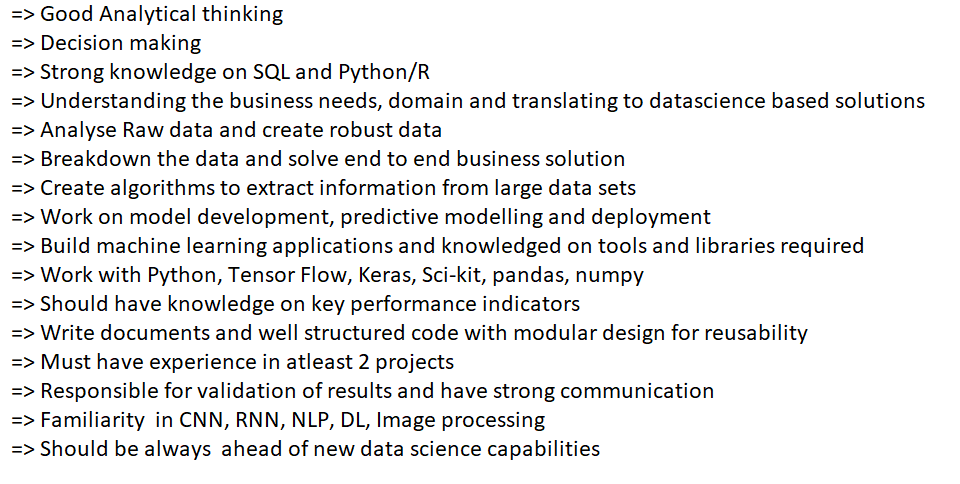 => Good Analytical thinking
=> Decision making
=> Strong knowledge on SQL and Python/R
=> Understanding the business needs, domain and translating to datascience based solutions
=> Analyse Raw data and create robust data
=> Breakdown the data and solve end to end business solution
=> Create algorithms to extract information from large data sets
=> Work on model development, predictive modelling and deployment
=> Build machine learning applications and knowledged on tools and libraries required
=> Work with Python, Tensor Flow, Keras, Sci-kit, pandas, numpy
=> Should have knowledge on key performance indicators
=> Write documents and well structured code with modular design for reusability
=> Must have experience in atleast 2 projects
=> Responsible for validation of results and have strong communication
=> Familiarity  in CNN, RNN, NLP, DL, Image processing
=> Should be always  ahead of new data science capabilities